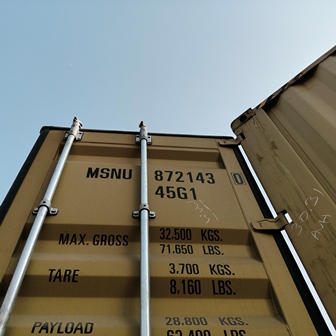 MSNU 872143 0
45G1
MAX. GROSS 32.500 KGS.
71.650 LBS.
TARE 3.700 KGS.
8.160 LBS.
PAYLOAD 28.800 KGS.